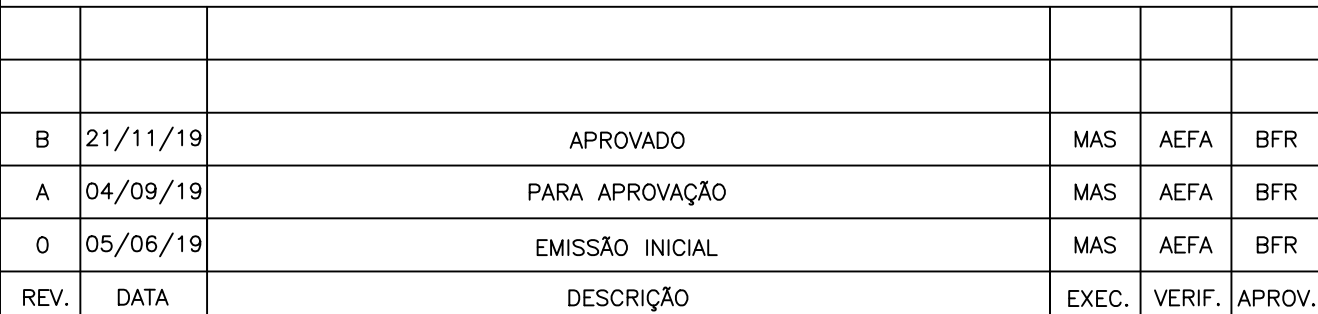 B 21/11/19 APROVADO MAS AEFA BFR
A 04/09/19 PARA APROVAÇÃO MAS AEFA BFR
0 05/06/19 EMISSÃO INICIAL MAS AEFA BFR
REV. DATA DESCRIÇÃO EXEC. VERIF. APROV.